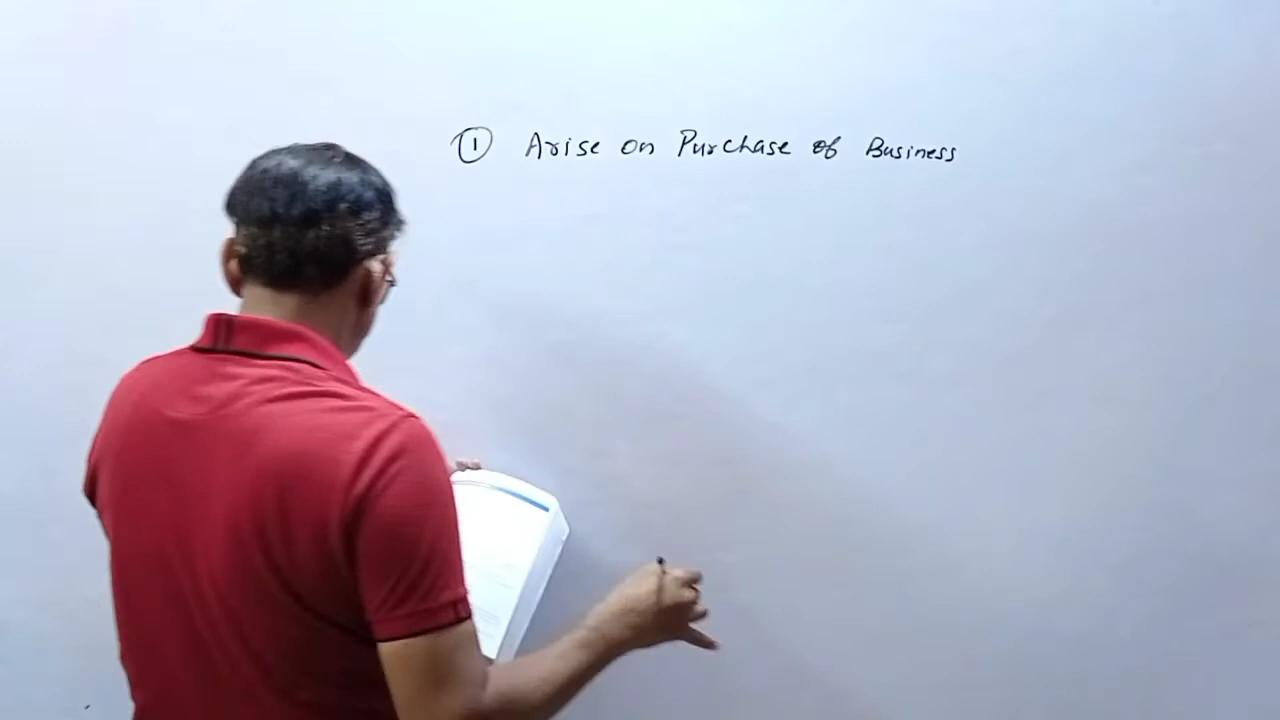 ① Arise on Purchase of Business